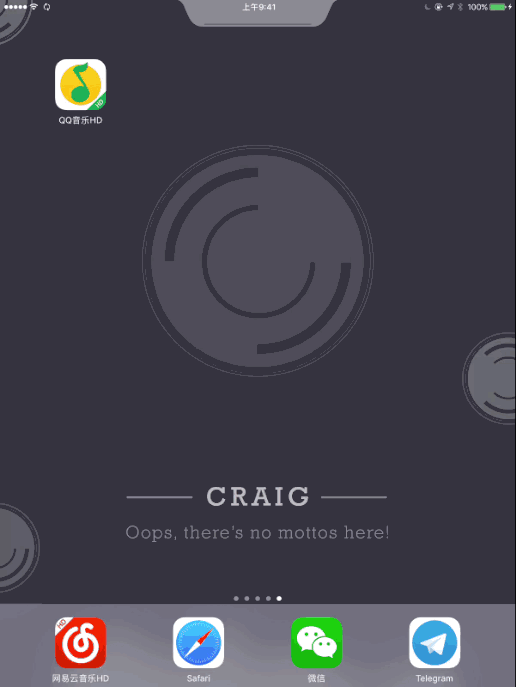 上午9:41
100%
HD
QQ音乐HD
CRAIG
Oops, there's no mottos here!
HD
网易云音乐HD
Safari
微信
Telegram